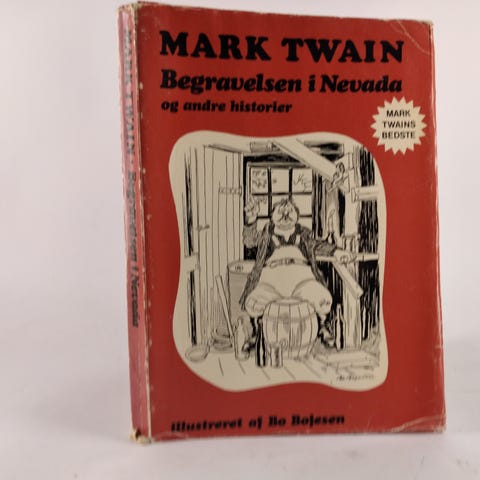 MARK TWAIN
Begravelsen i Nevada
og andre historier
MARK
TWAINS
BEDSTE
illustreret af Bo Bojesen
MARK TWAIN Begravelsen i Nevada